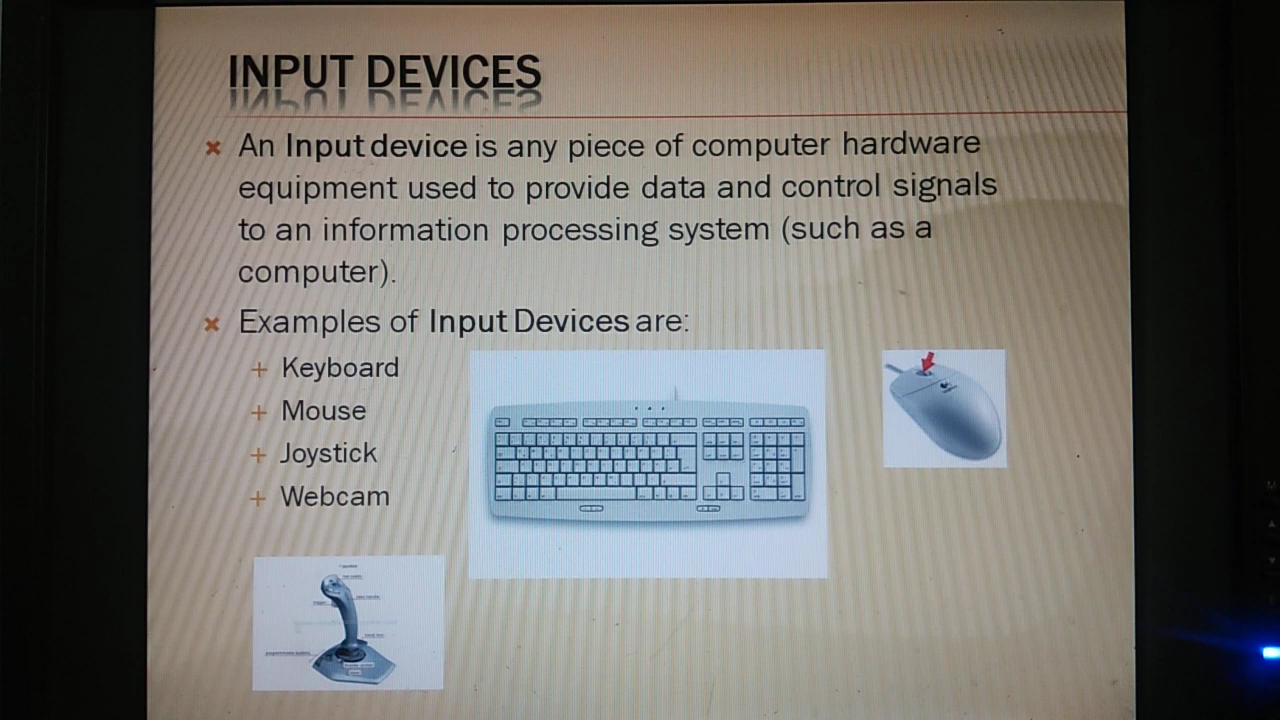 INPUT DEVICES
An Input device is any piece of computer hardware
equipment used to provide data and control signals
to an information processing system (such as a
computer).
Examples of Input Devices are:
Keyboard
Mouse
Joystick
Webcam